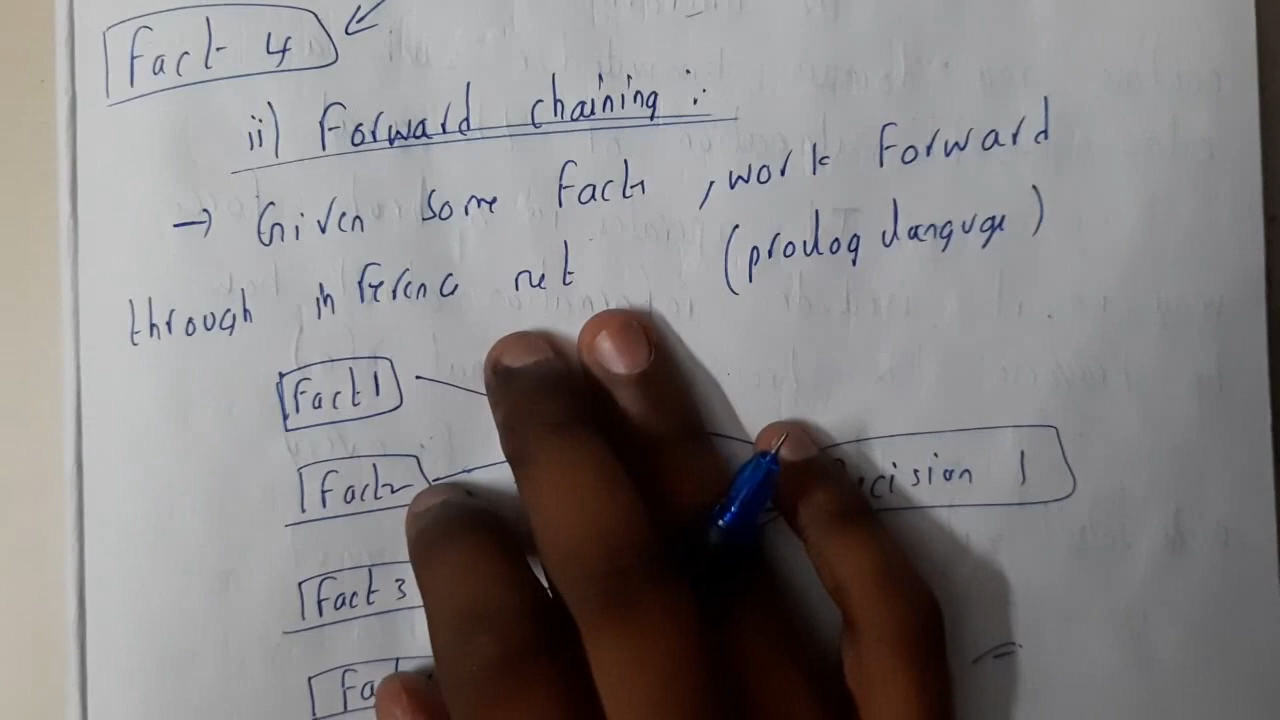 Fact 4
ii) Forward chaining :
→ Given some Facts , work Forward
through inference net (prolog language)
Fact 1
Fact 2
cision 1
Fact 3
Fa